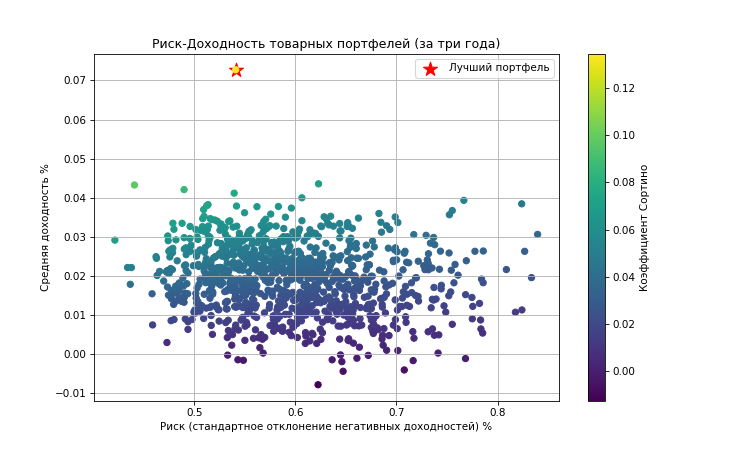 Риск-Доходность товарных портфелей (за три года)
Лучший портфель
Средняя доходность %
0.07
0.06
0.05
0.04
0.03
0.02
0.01
0.00
−0.01
0.5 0.6 0.7 0.8
Риск (стандартное отклонение негативных доходностей) %
0.12
0.10
0.08
0.06
0.04
0.02
0.00
Коэффициент Сортино